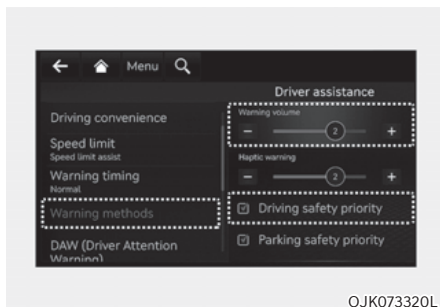 Menu
Driver assistance
Driving convenience
Speed limit
Speed limit assist
Warning timing
Normal
Warning methods
DAW (Driver Attention
Warning)
Warning volume
− 2 +
Haptic warning
− 2 +
Driving safety priority
Parking safety priority
OJK073320L